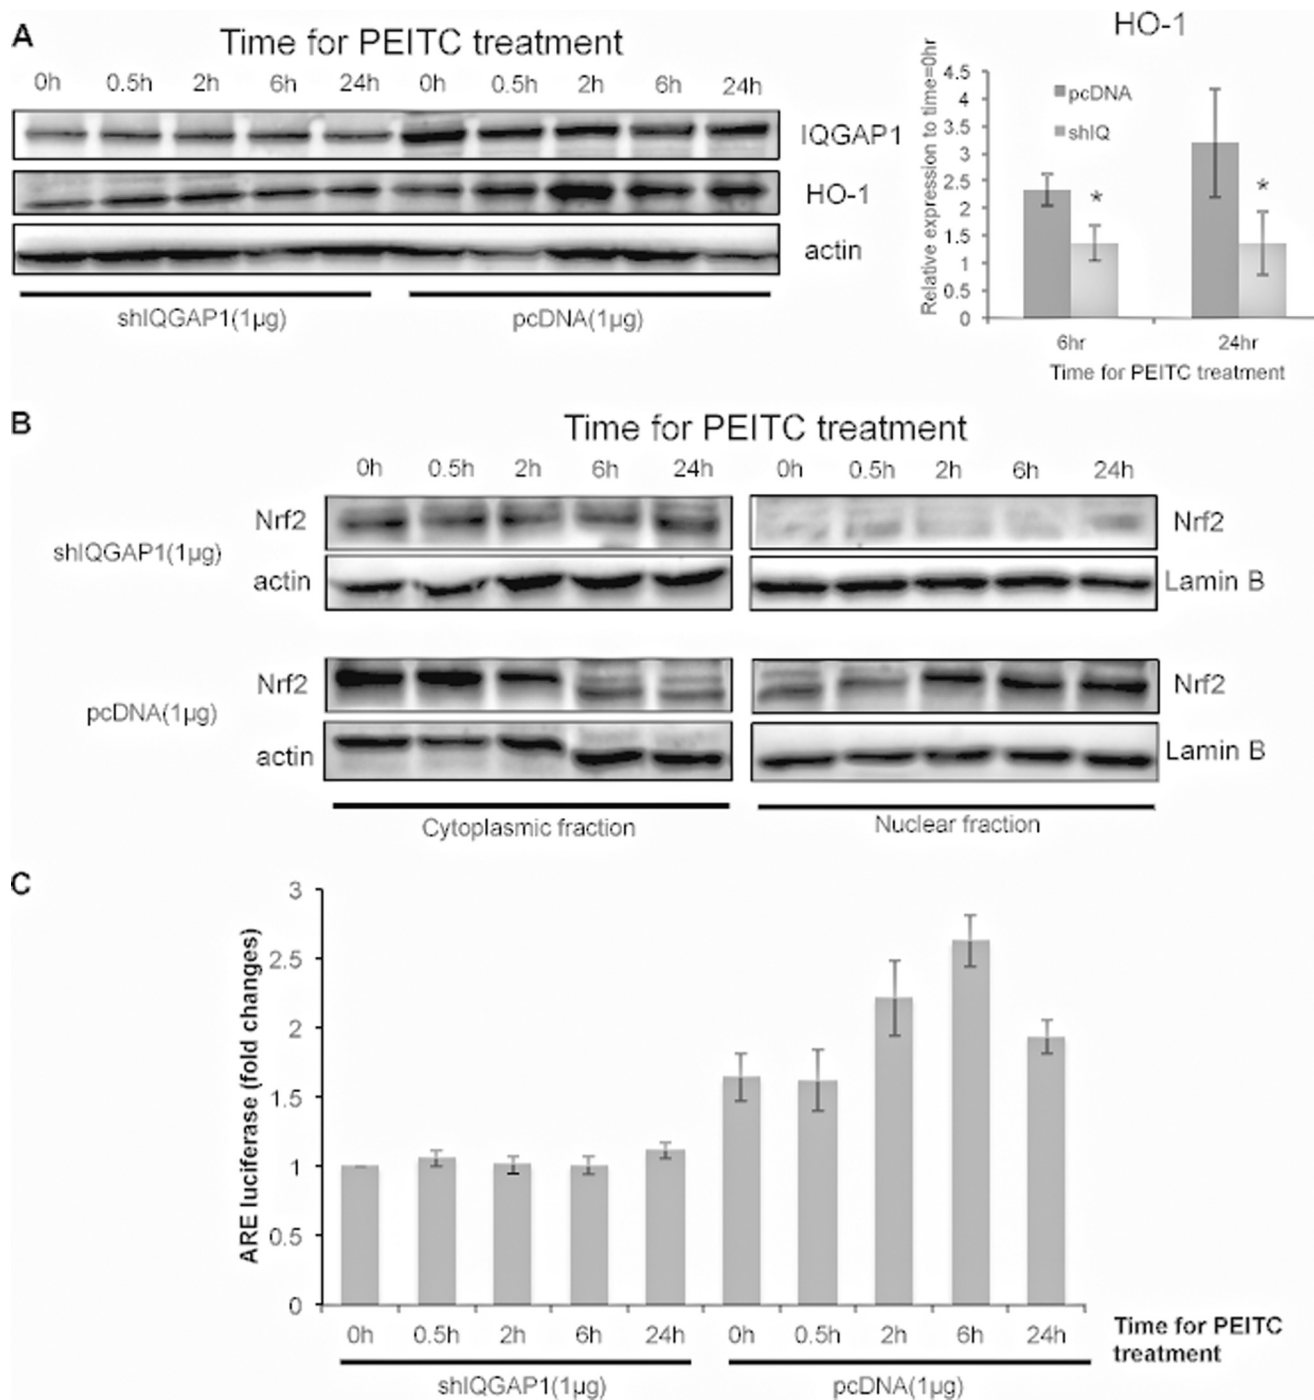 A
Time for PEITC treatment
0h 0.5h 2h 6h 24h 0h 0.5h 2h 6h 24h
IQGAP1
HO-1
actin
shIQGAP1(1µg) pcDNA(1µg)
HO-1
Relative expression to time=0hr
4.5
4
3.5
3
2.5
2
1.5
1
0.5
0
pcDNA
shIQ
*
*
6hr 24hr
Time for PEITC treatment
B
Time for PEITC treatment
0h 0.5h 2h 6h 24h 0h 0.5h 2h 6h 24h
shIQGAP1(1µg)
Nrf2 Nrf2
actin Lamin B
pcDNA(1µg)
Nrf2 Nrf2
actin Lamin B
Cytoplasmic fraction Nuclear fraction
C
ARE luciferase (fold changes)
3
2.5
2
1.5
1
0.5
0
0h 0.5h 2h 6h 24h 0h 0.5h 2h 6h 24h
Time for PEITC
treatment
shIQGAP1(1µg) pcDNA(1µg)